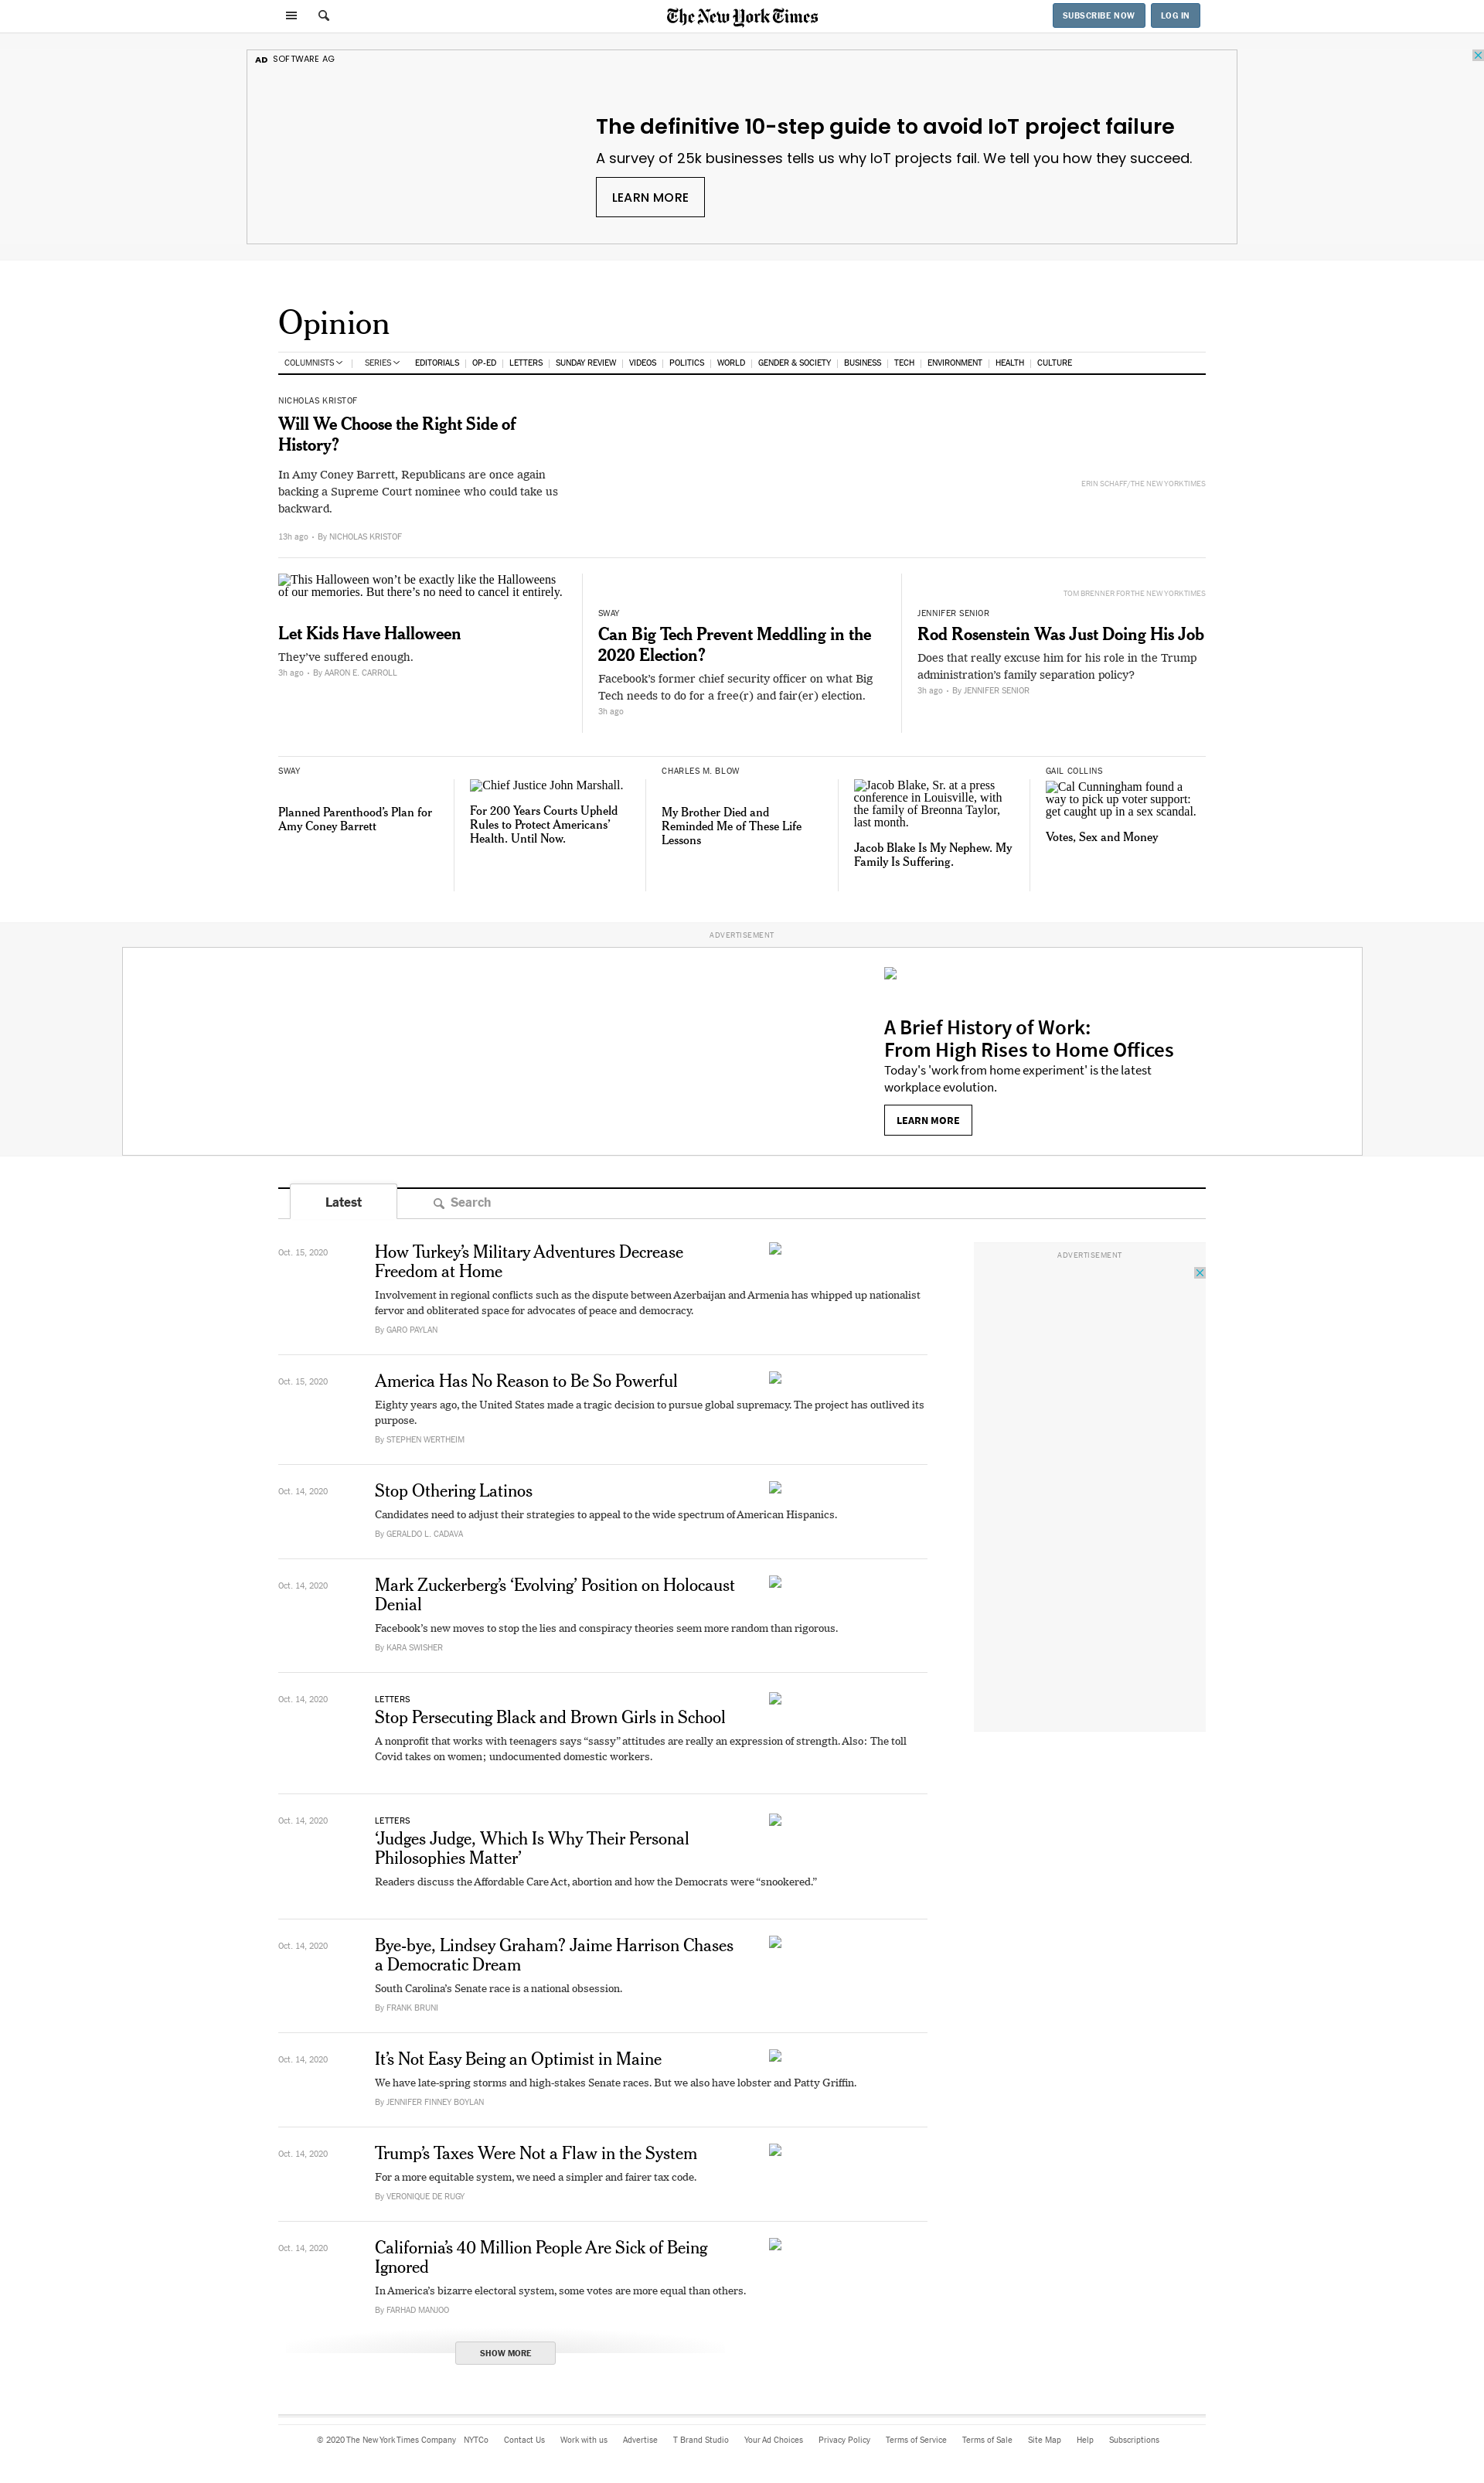 The New York Times
SUBSCRIBE NOW
LOG IN
AD SOFTWARE AG
The definitive 10-step guide to avoid IoT project failure
A survey of 25k businesses tells us why IoT projects fail. We tell you how they succeed.
LEARN MORE
Opinion
COLUMNISTS SERIES EDITORIALS OP-ED LETTERS SUNDAY REVIEW VIDEOS POLITICS WORLD GENDER & SOCIETY BUSINESS TECH ENVIRONMENT HEALTH CULTURE
NICHOLAS KRISTOF
Will We Choose the Right Side of
History?
In Amy Coney Barrett, Republicans are once again
backing a Supreme Court nominee who could take us
backward.
13h ago • By NICHOLAS KRISTOF
ERIN SCHAFF/THE NEW YORK TIMES
This Halloween won’t be exactly like the Halloweens
of our memories. But there’s no need to cancel it entirely.
Let Kids Have Halloween
They’ve suffered enough.
3h ago • By AARON E. CARROLL
SWAY
Can Big Tech Prevent Meddling in the
2020 Election?
Facebook’s former chief security officer on what Big
Tech needs to do for a free(r) and fair(er) election.
3h ago
TOM BRENNER FOR THE NEW YORK TIMES
JENNIFER SENIOR
Rod Rosenstein Was Just Doing His Job
Does that really excuse him for his role in the Trump
administration’s family separation policy?
3h ago • By JENNIFER SENIOR
SWAY
Planned Parenthood’s Plan for
Amy Coney Barrett
Chief Justice John Marshall.
For 200 Years Courts Upheld
Rules to Protect Americans’
Health. Until Now.
CHARLES M. BLOW
My Brother Died and
Reminded Me of These Life
Lessons
Jacob Blake, Sr. at a press
conference in Louisville, with
the family of Breonna Taylor,
last month.
Jacob Blake Is My Nephew. My
Family Is Suffering.
GAIL COLLINS
Cal Cunningham found a
way to pick up voter support:
get caught up in a sex scandal.
Votes, Sex and Money
ADVERTISEMENT
A Brief History of Work:
From High Rises to Home Offices
Today's 'work from home experiment' is the latest
workplace evolution.
LEARN MORE
Latest
Search
Oct. 15, 2020
How Turkey’s Military Adventures Decrease
Freedom at Home
Involvement in regional conflicts such as the dispute between Azerbaijan and Armenia has whipped up nationalist
fervor and obliterated space for advocates of peace and democracy.
By GARO PAYLAN
ADVERTISEMENT
Oct. 15, 2020
America Has No Reason to Be So Powerful
Eighty years ago, the United States made a tragic decision to pursue global supremacy. The project has outlived its
purpose.
By STEPHEN WERTHEIM
Oct. 14, 2020
Stop Othering Latinos
Candidates need to adjust their strategies to appeal to the wide spectrum of American Hispanics.
By GERALDO L. CADAVA
Oct. 14, 2020
Mark Zuckerberg’s ‘Evolving’ Position on Holocaust
Denial
Facebook’s new moves to stop the lies and conspiracy theories seem more random than rigorous.
By KARA SWISHER
Oct. 14, 2020
LETTERS
Stop Persecuting Black and Brown Girls in School
A nonprofit that works with teenagers says “sassy” attitudes are really an expression of strength. Also: The toll
Covid takes on women; undocumented domestic workers.
Oct. 14, 2020
LETTERS
‘Judges Judge, Which Is Why Their Personal
Philosophies Matter’
Readers discuss the Affordable Care Act, abortion and how the Democrats were “snookered.”
Oct. 14, 2020
Bye-bye, Lindsey Graham? Jaime Harrison Chases
a Democratic Dream
South Carolina’s Senate race is a national obsession.
By FRANK BRUNI
Oct. 14, 2020
It’s Not Easy Being an Optimist in Maine
We have late-spring storms and high-stakes Senate races. But we also have lobster and Patty Griffin.
By JENNIFER FINNEY BOYLAN
Oct. 14, 2020
Trump’s Taxes Were Not a Flaw in the System
For a more equitable system, we need a simpler and fairer tax code.
By VERONIQUE DE RUGY
Oct. 14, 2020
California’s 40 Million People Are Sick of Being
Ignored
In America’s bizarre electoral system, some votes are more equal than others.
By FARHAD MANJOO
SHOW MORE
© 2020 The New York Times Company NYTCo Contact Us Work with us Advertise T Brand Studio Your Ad Choices Privacy Policy Terms of Service Terms of Sale Site Map Help Subscriptions